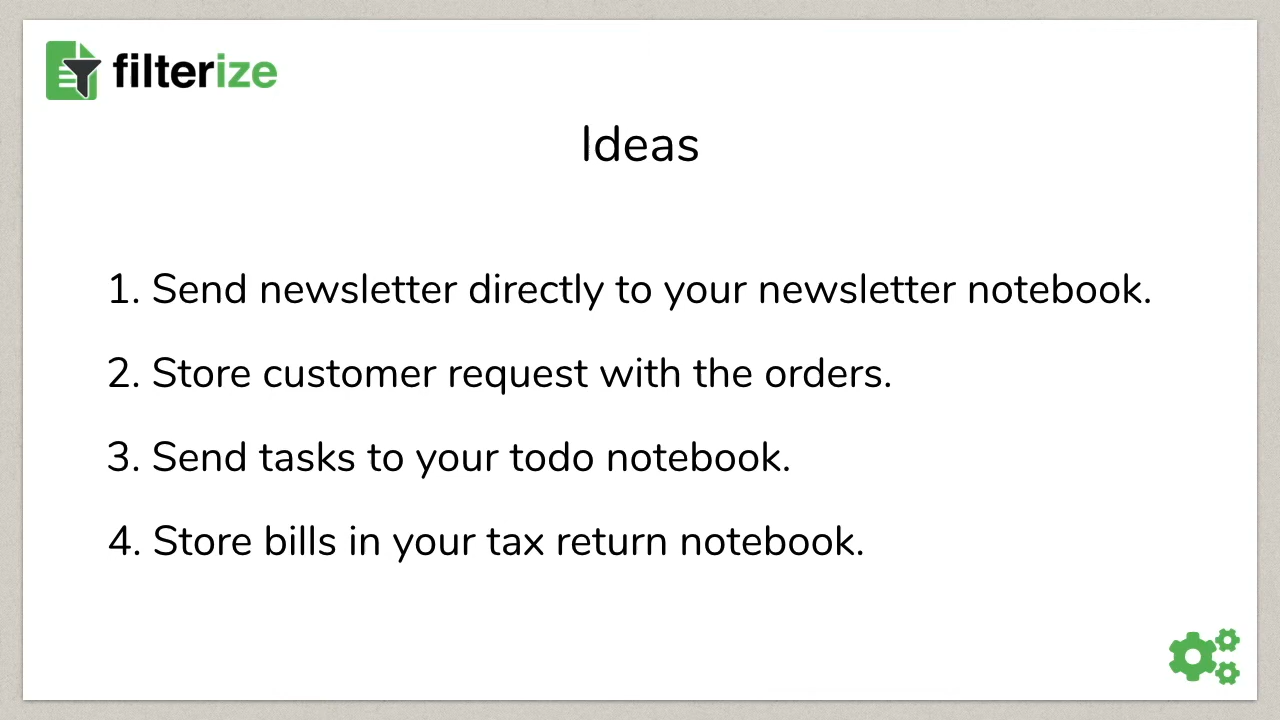 filterize
Ideas
1. Send newsletter directly to your newsletter notebook.
2. Store customer request with the orders.
3. Send tasks to your todo notebook.
4. Store bills in your tax return notebook.